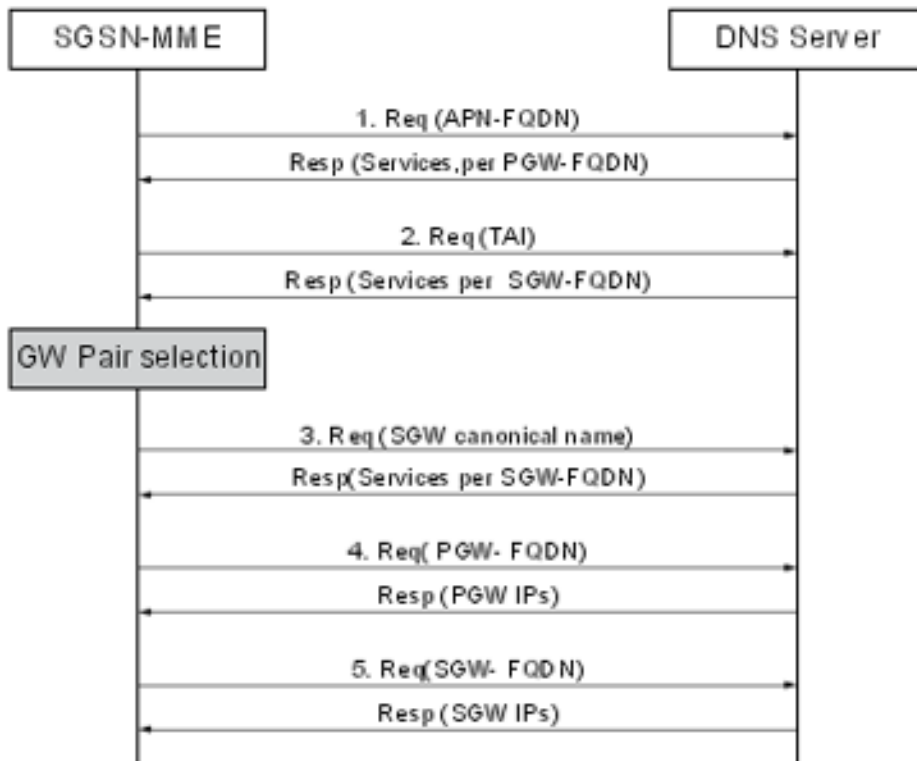 SGSN-MME
DNS Server
1. Req (APN-FQDN)
Resp (Services,per PGW-FQDN)
2. Req (TAI)
Resp (Services per SGW-FQDN)
GW Pair selection
3. Req (SGW canonical name)
Resp(Services per SGW-FQDN)
4. Req( PGW- FQDN)
Resp (PGW IPs)
5. Req(SGW- FQDN)
Resp (SGW IPs)